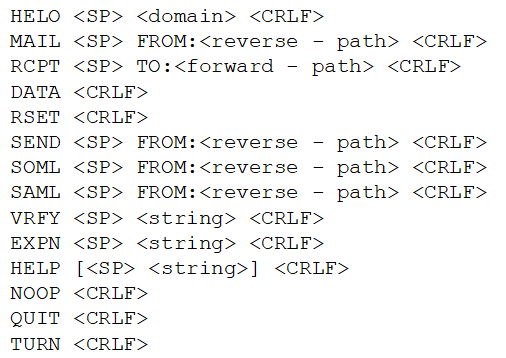 HELO <SP> <domain> <CRLF>
MAIL <SP> FROM:<reverse - path> <CRLF>
RCPT <SP> TO:<forward - path> <CRLF>
DATA <CRLF>
RSET <CRLF>
SEND <SP> FROM:<reverse - path> <CRLF>
SOML <SP> FROM:<reverse - path> <CRLF>
SAML <SP> FROM:<reverse - path> <CRLF>
VRFY <SP> <string> <CRLF>
EXPN <SP> <string> <CRLF>
HELP [<SP> <string>] <CRLF>
NOOP <CRLF>
QUIT <CRLF>
TURN <CRLF>